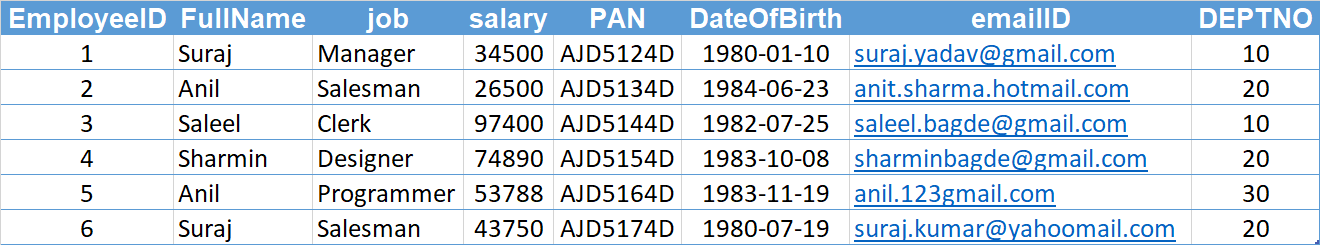 EmployeeID FullName job salary PAN DateOfBirth emailID DEPTNO
1 Suraj Manager 34500 AJD5124D 1980-01-10 suraj.yadav@gmail.com 10
2 Anil Salesman 26500 AJD5134D 1984-06-23 anit.sharma.hotmail.com 20
3 Saleel Clerk 97400 AJD5144D 1982-07-25 saleel.bagde@gmail.com 10
4 Sharmin Designer 74890 AJD5154D 1983-10-08 sharminbagde@gmail.com 20
5 Anil Programmer 53788 AJD5164D 1983-11-19 anil.123gmail.com 30
6 Suraj Salesman 43750 AJD5174D 1980-07-19 suraj.kumar@yahoomail.com 20